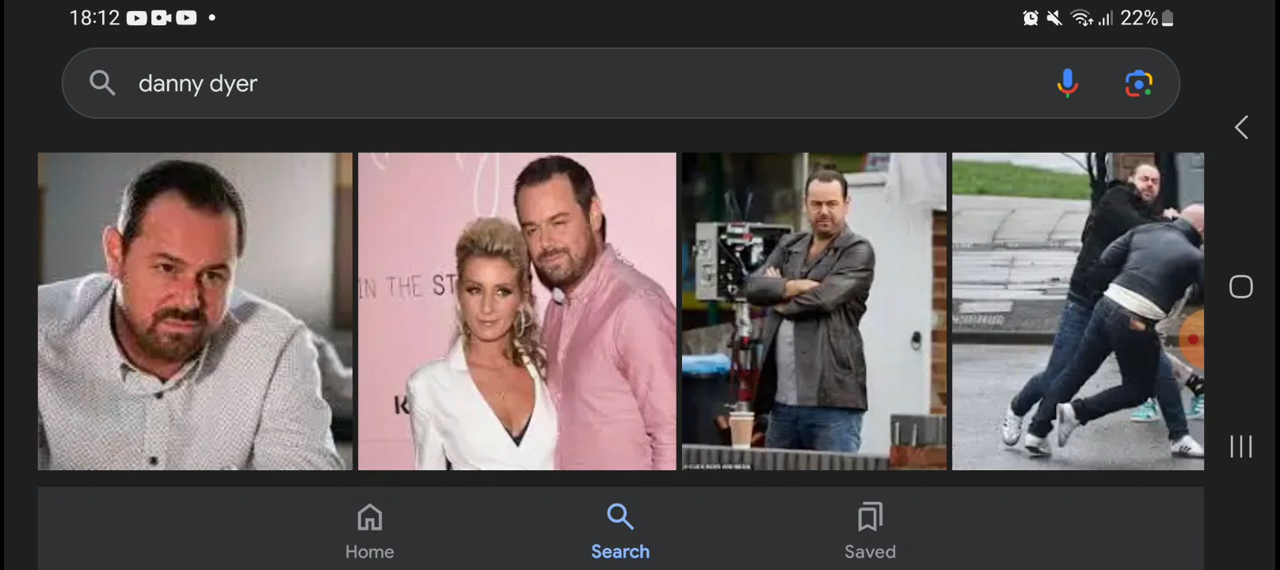 18:12
22%
danny dyer
IN THE ST
K
Home
Search
Saved